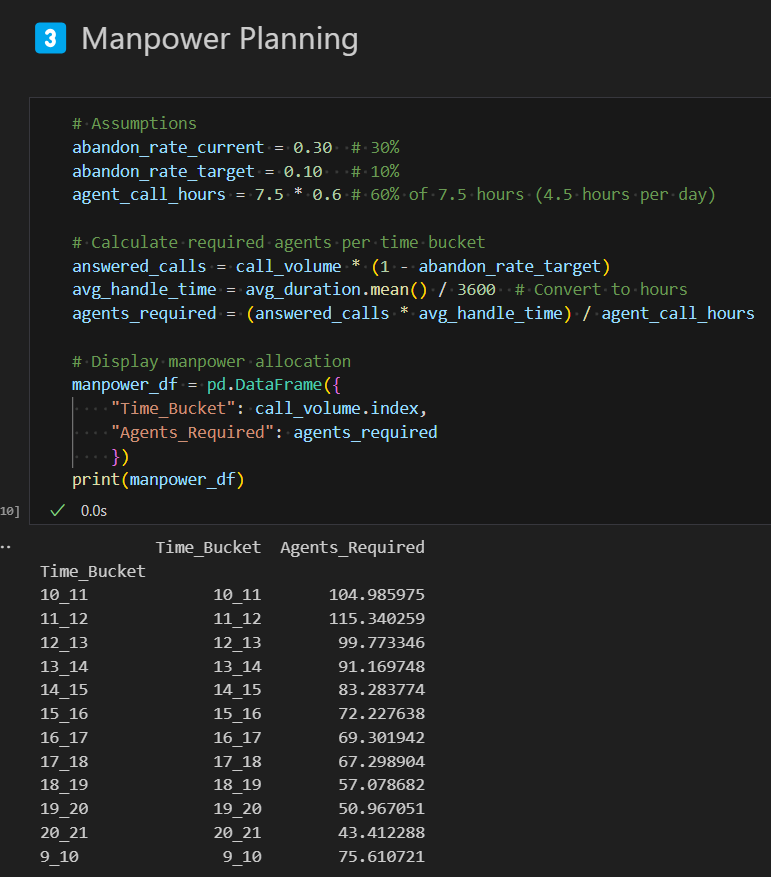 3 Manpower Planning
# Assumptions
abandon_rate_current = 0.30  # 30%
abandon_rate_target = 0.10   # 10%
agent_call_hours = 7.5 * 0.6 # 60% of 7.5 hours (4.5 hours per day)
# Calculate required agents per time bucket
answered_calls = call_volume * (1 - abandon_rate_target)
avg_handle_time = avg_duration.mean() / 3600  # Convert to hours
agents_required = (answered_calls * avg_handle_time) / agent_call_hours
# Display manpower allocation
manpower_df = pd.DataFrame({
    "Time_Bucket": call_volume.index,
    "Agents_Required": agents_required
    })
print(manpower_df)
10] ✓ 0.0s
··
Time_Bucket  Agents_Required
Time_Bucket
10_11 10_11 104.985975
11_12 11_12 115.340259
12_13 12_13 99.773346
13_14 13_14 91.169748
14_15 14_15 83.283774
15_16 15_16 72.227638
16_17 16_17 69.301942
17_18 17_18 67.298904
18_19 18_19 57.078682
19_20 19_20 50.967051
20_21 20_21 43.412288
9_10 9_10 75.610721